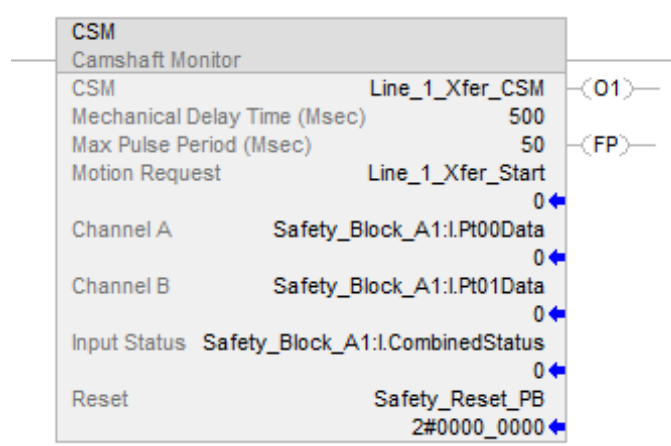 CSM
Camshaft Monitor
CSM Line_1_Xfer_CSM (O1)
Mechanical Delay Time (Msec) 500
Max Pulse Period (Msec) 50 (FP)
Motion Request Line_1_Xfer_Start
0
Channel A Safety_Block_A1:I.Pt00Data
0
Channel B Safety_Block_A1:I.Pt01Data
0
Input Status Safety_Block_A1:I.CombinedStatus
0
Reset Safety_Reset_PB
2#0000_0000